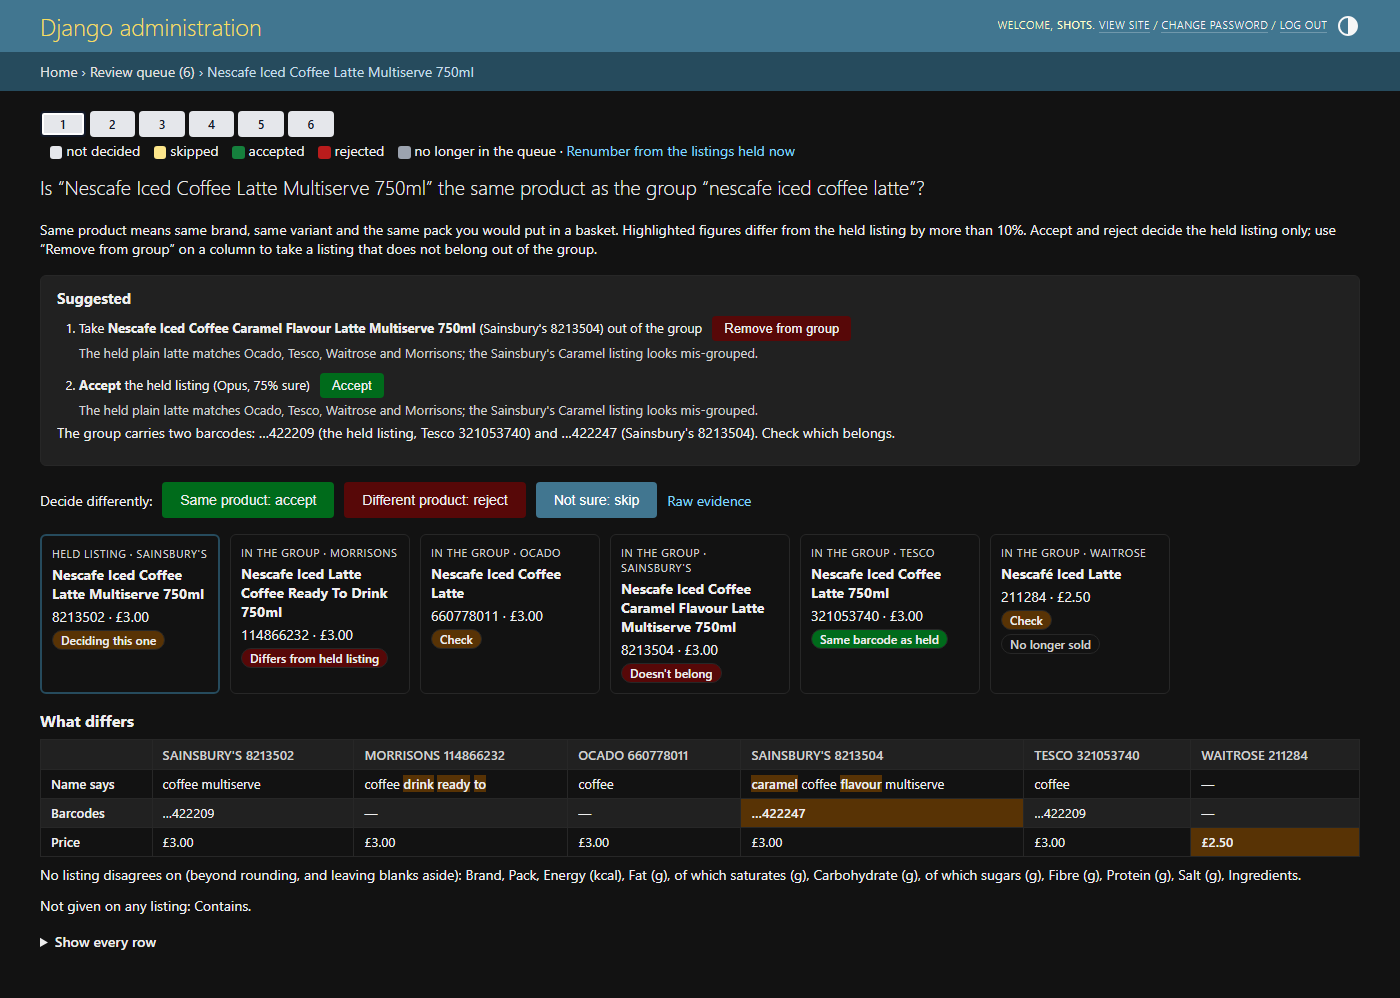 Django administration
WELCOME, SHOTS. VIEW SITE / CHANGE PASSWORD / LOG OUT
Home › Review queue (6) › Nescafe Iced Coffee Latte Multiserve 750ml
1 2 3 4 5 6
not decided skipped accepted rejected no longer in the queue · Renumber from the listings held now
Is “Nescafe Iced Coffee Latte Multiserve 750ml” the same product as the group “nescafe iced coffee latte”?
Same product means same brand, same variant and the same pack you would put in a basket. Highlighted figures differ from the held listing by more than 10%. Accept and reject decide the held listing only; use
“Remove from group” on a column to take a listing that does not belong out of the group.
Suggested
1. Take Nescafe Iced Coffee Caramel Flavour Latte Multiserve 750ml (Sainsbury's 8213504) out of the group Remove from group
The held plain latte matches Ocado, Tesco, Waitrose and Morrisons; the Sainsbury's Caramel listing looks mis-grouped.
2. Accept the held listing (Opus, 75% sure) Accept
The held plain latte matches Ocado, Tesco, Waitrose and Morrisons; the Sainsbury's Caramel listing looks mis-grouped.
The group carries two barcodes: …422209 (the held listing, Tesco 321053740) and …422247 (Sainsbury's 8213504). Check which belongs.
Decide differently: Same product: accept Different product: reject Not sure: skip Raw evidence
HELD LISTING · SAINSBURY'S
Nescafe Iced Coffee
Latte Multiserve 750ml
8213502 · £3.00
Deciding this one
IN THE GROUP · MORRISONS
Nescafe Iced Latte
Coffee Ready To Drink
750ml
114866232 · £3.00
Differs from held listing
IN THE GROUP · OCADO
Nescafe Iced Coffee
Latte
660778011 · £3.00
Check
IN THE GROUP ·
SAINSBURY'S
Nescafe Iced Coffee
Caramel Flavour Latte
Multiserve 750ml
8213504 · £3.00
Doesn't belong
IN THE GROUP · TESCO
Nescafe Iced Coffee
Latte 750ml
321053740 · £3.00
Same barcode as held
IN THE GROUP · WAITROSE
Nescafé Iced Latte
211284 · £2.50
Check
No longer sold
What differs
SAINSBURY'S 8213502 MORRISONS 114866232 OCADO 660778011 SAINSBURY'S 8213504 TESCO 321053740 WAITROSE 211284
Name says coffee multiserve coffee drink ready to coffee caramel coffee flavour multiserve coffee —
Barcodes …422209 — — …422247 …422209 —
Price £3.00 £3.00 £3.00 £3.00 £3.00 £2.50
No listing disagrees on (beyond rounding, and leaving blanks aside): Brand, Pack, Energy (kcal), Fat (g), of which saturates (g), Carbohydrate (g), of which sugars (g), Fibre (g), Protein (g), Salt (g), Ingredients.
Not given on any listing: Contains.
▶ Show every row